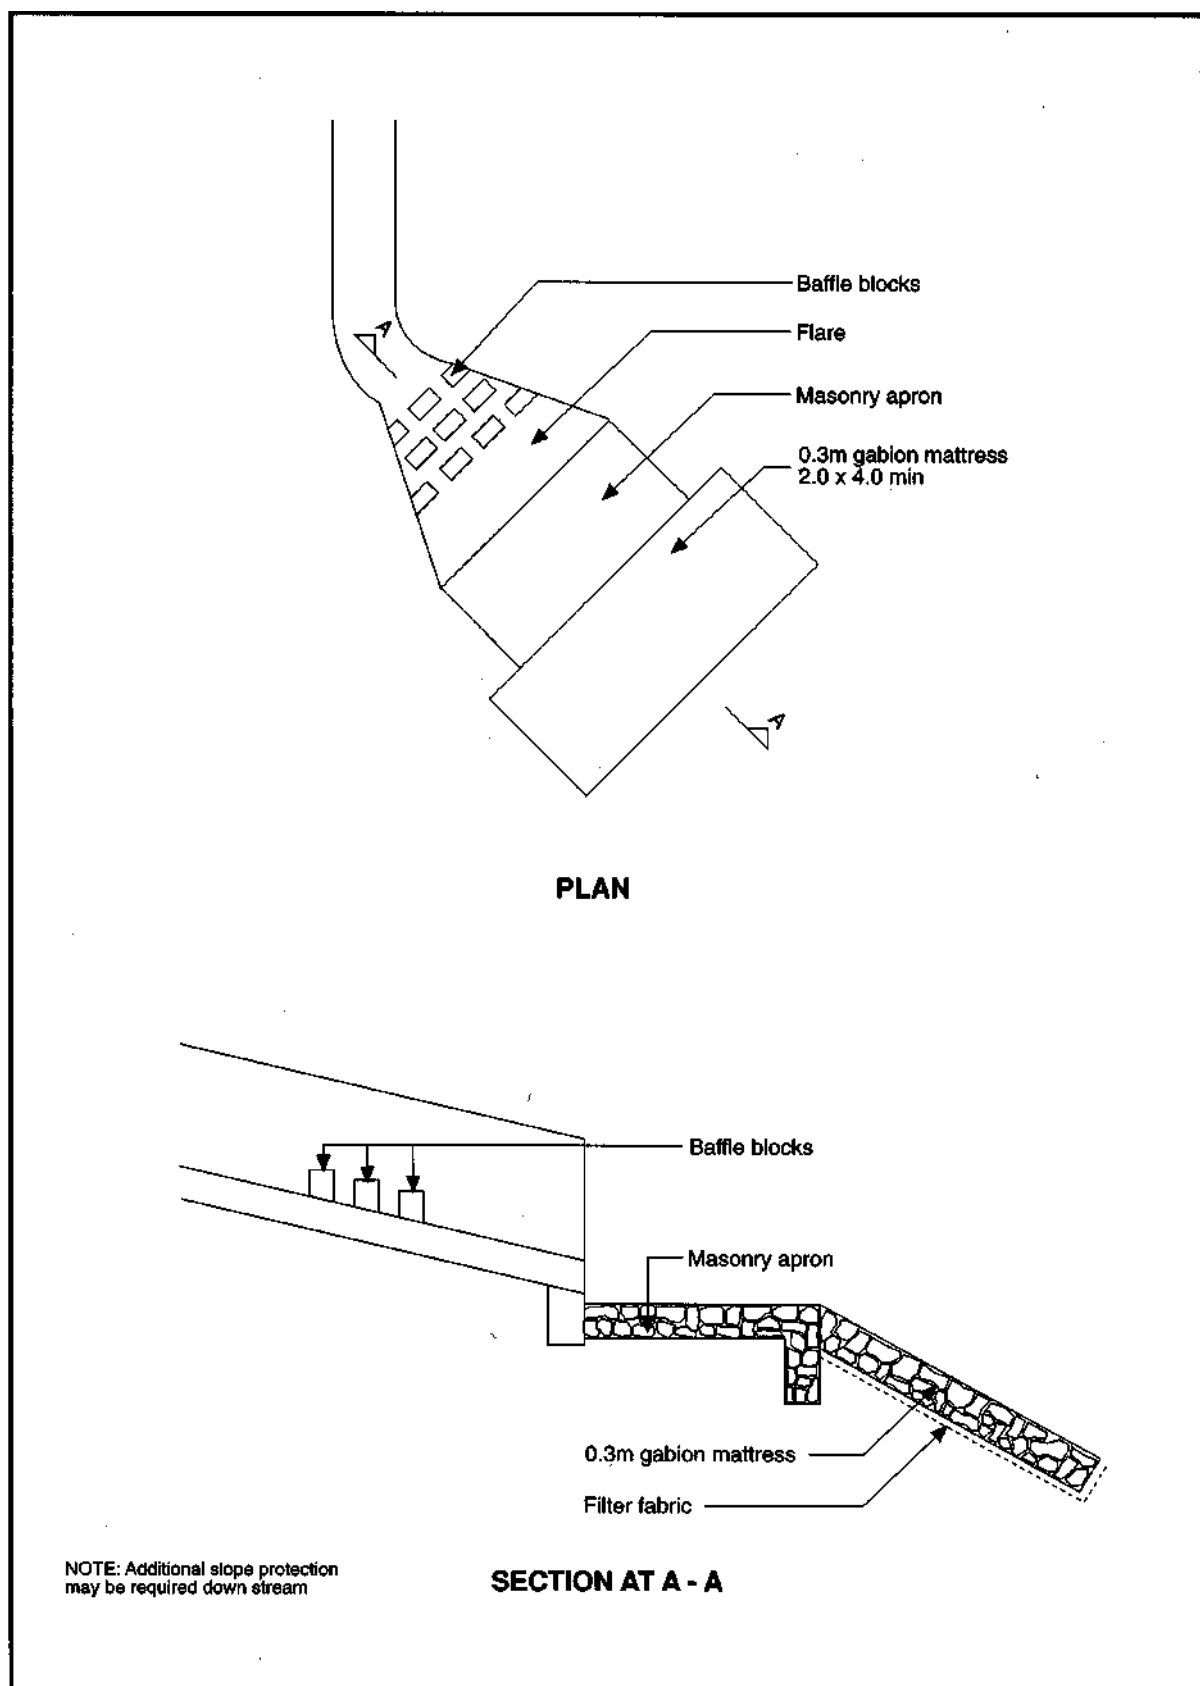 Baffle blocks
A
Flare
Masonry apron
0.3m gabion mattress
2.0 x 4.0 min
A
PLAN
Baffle blocks
Masonry apron
0.3m gabion mattress
Filter fabric
NOTE: Additional slope protection
may be required down stream
SECTION AT A - A